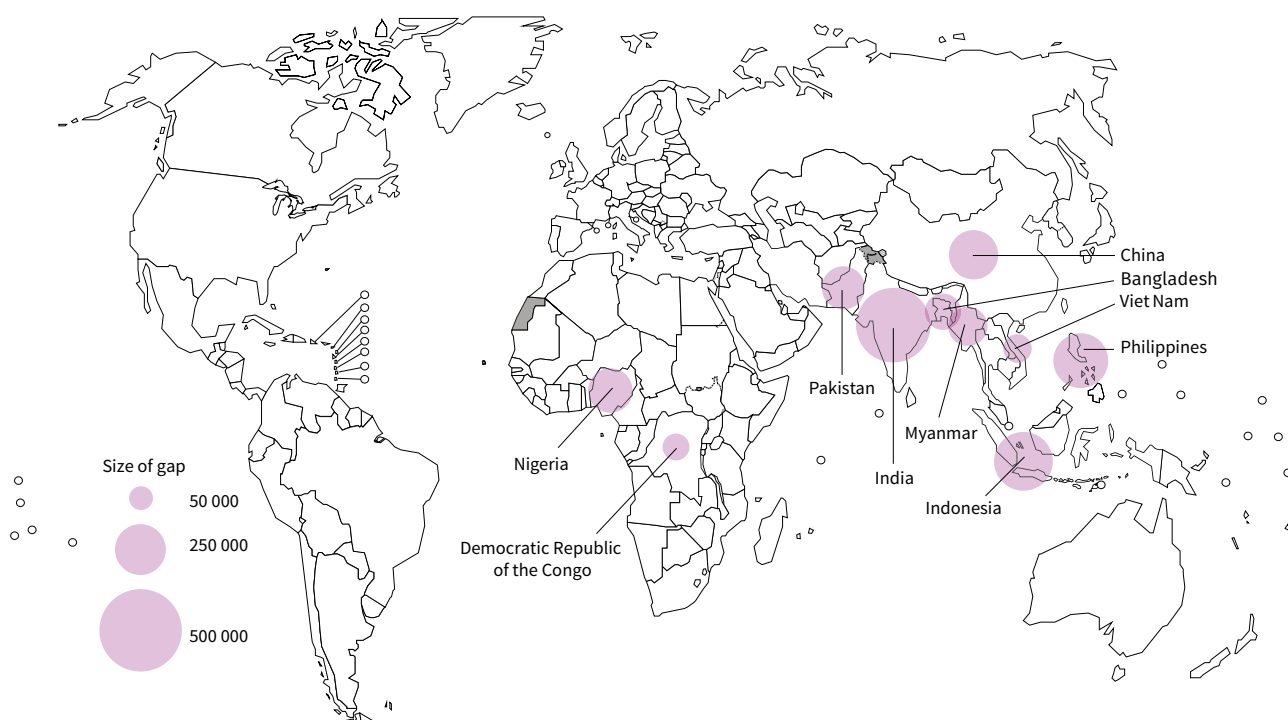 China
Bangladesh
Viet Nam
Philippines
Pakistan
Myanmar
Nigeria
India
Indonesia
Democratic Republic
of the Congo
Size of gap
50 000
250 000
500 000